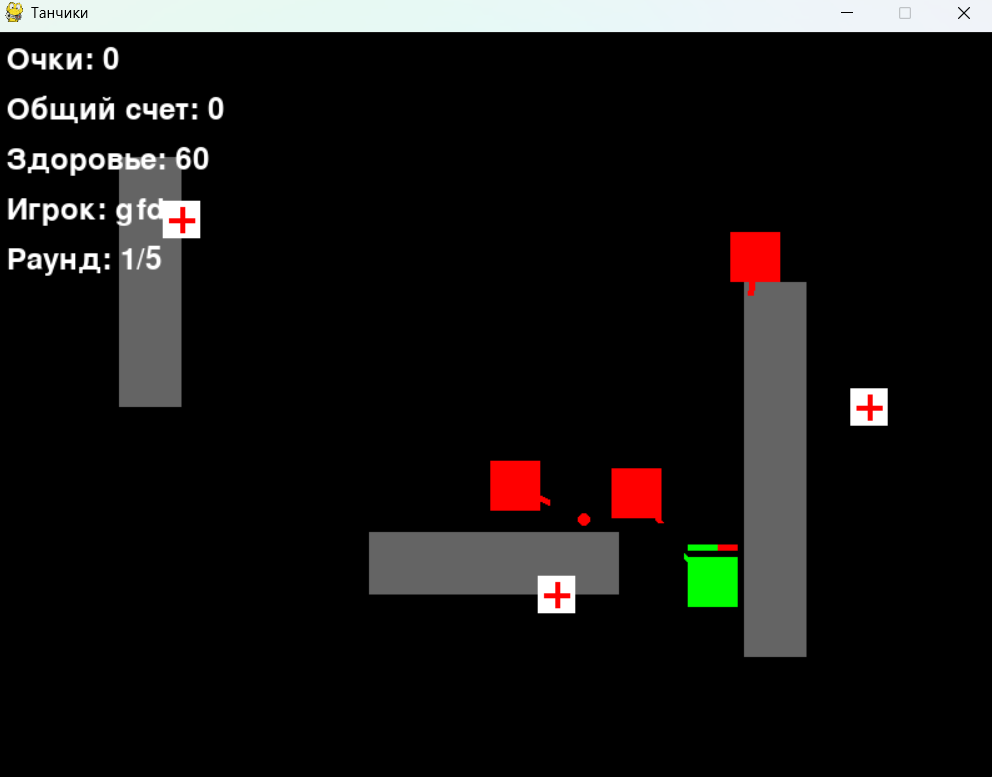 Танчики
Очки: 0
Общий счет: 0
Здоровье: 60
Игрок: gfd
Раунд: 1/5